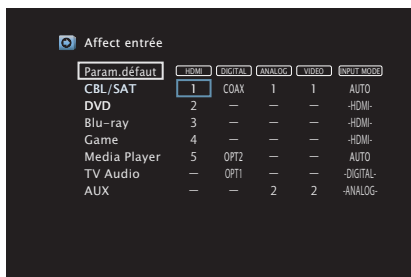 Affect entrée
Param.défaut HDMI DIGITAL ANALOG VIDEO INPUT MODE
CBL/SAT 1 COAX 1 1 AUTO
DVD 2 – – – -HDMI-
Blu-ray 3 – – – -HDMI-
Game 4 – – – -HDMI-
Media Player 5 OPT2 – – AUTO
TV Audio – OPT1 – – -DIGITAL-
AUX – – 2 2 -ANALOG-